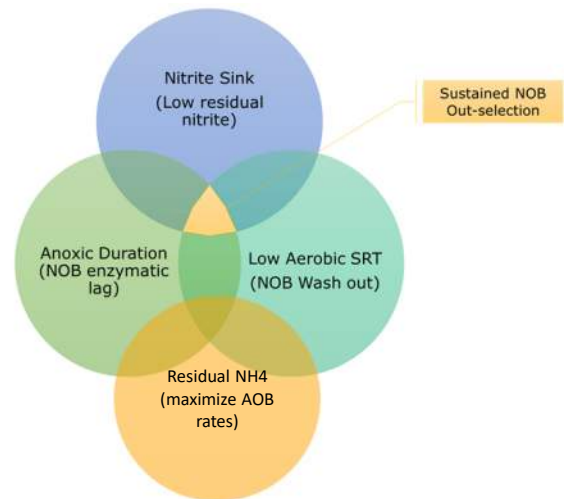 Nitrite Sink
(Low residual
nitrite)
Sustained NOB
Out-selection
Anoxic Duration
(NOB enzymatic
lag)
Low Aerobic SRT
(NOB Wash out)
Residual NH4
(maximize AOB
rates)